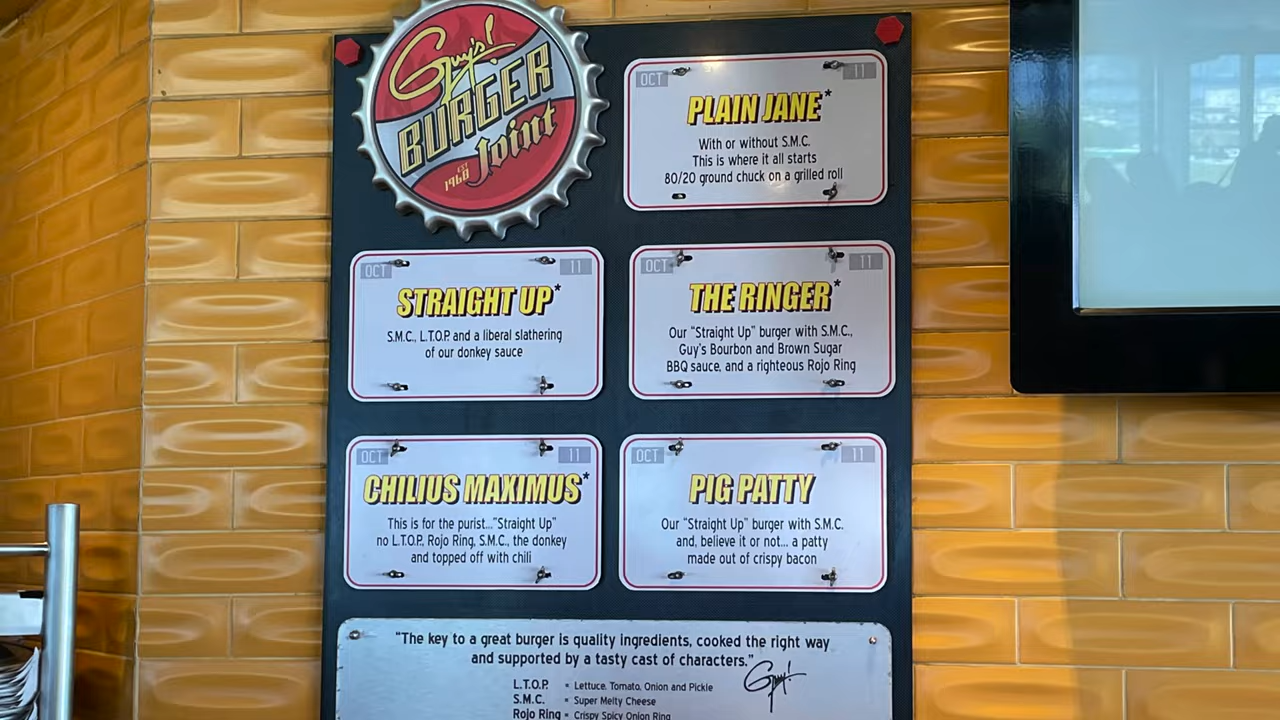 Guy's!
BURGER
Joint
EST
1968
OCT 11
PLAIN JANE*
With or without S.M.C.
This is where it all starts
80/20 ground chuck on a grilled roll
OCT 11
STRAIGHT UP*
S.M.C., L.T.O.P. and a liberal slathering
of our donkey sauce
OCT 11
THE RINGER*
Our "Straight Up" burger with S.M.C.,
Guy's Bourbon and Brown Sugar
BBQ sauce, and a righteous Rojo Ring
OCT 11
CHILIUS MAXIMUS*
This is for the purist..."Straight Up"
no L.T.O.P., Rojo Ring, S.M.C., the donkey
and topped off with chili
OCT 11
PIG PATTY
Our "Straight Up" burger with S.M.C.
and, believe it or not... a patty
made out of crispy bacon
"The key to a great burger is quality ingredients, cooked the right way
and supported by a tasty cast of characters."
Guy!
L.T.O.P. = Lettuce, Tomato, Onion and Pickle
S.M.C. = Super Melty Cheese
Rojo Ring = Crispy Spicy Onion Ring